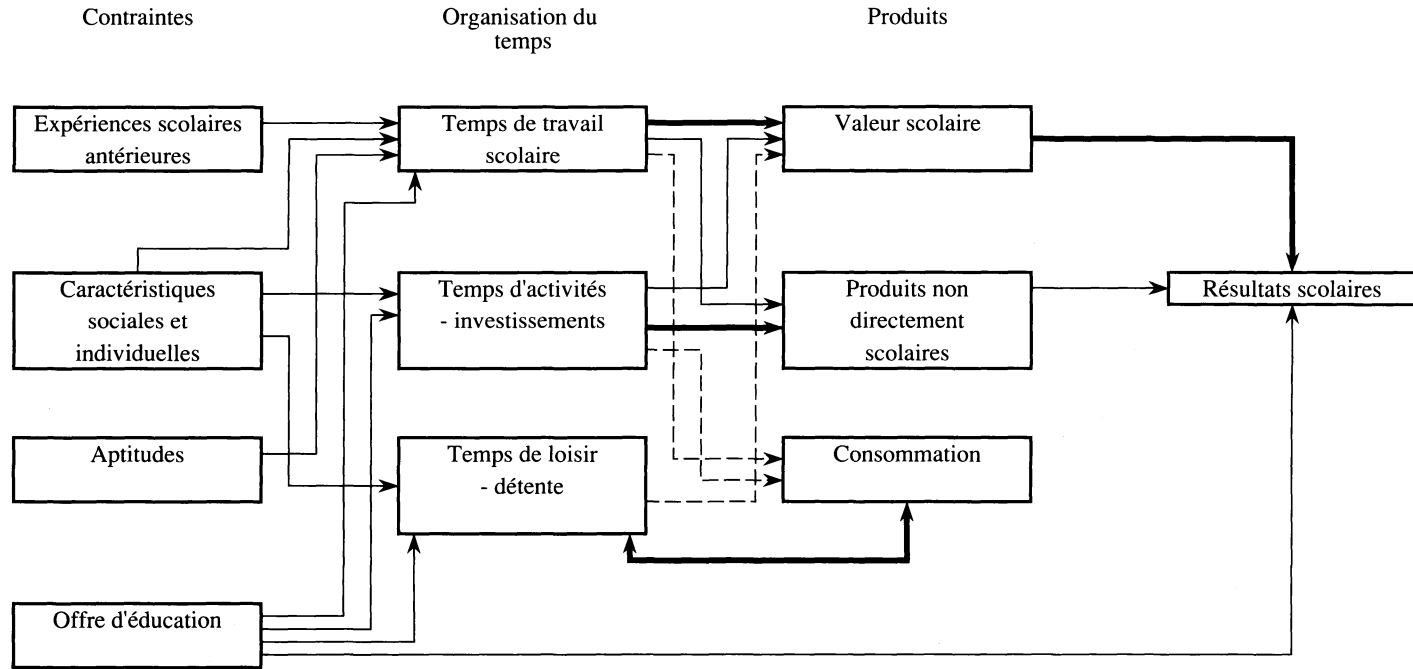 Contraintes
Organisation du
temps
Produits
Expériences scolaires
antérieures
Temps de travail
scolaire
Valeur scolaire
Caractéristiques
sociales et
individuelles
Temps d'activités
- investissements
Produits non
directement
scolaires
Résultats scolaires
Aptitudes
Temps de loisir
- détente
Consommation
Offre d'éducation